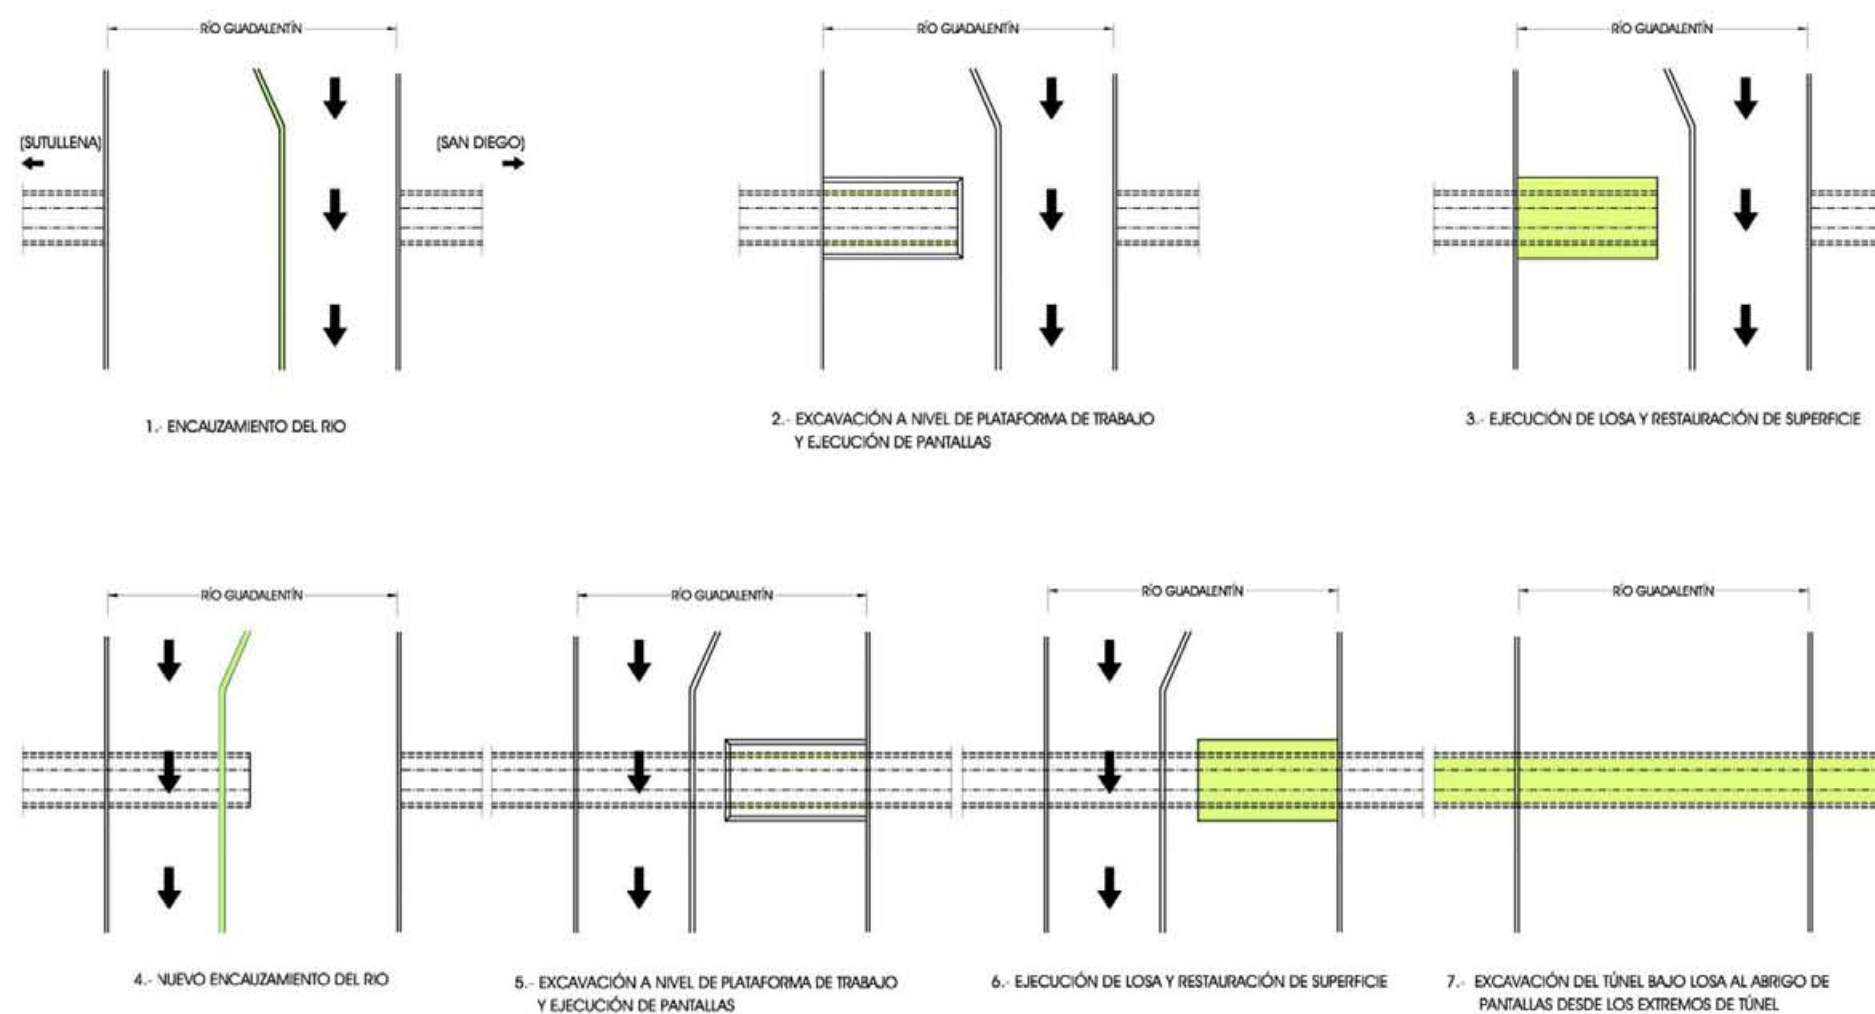 RÍO GUADALENTÍN
RÍO GUADALENTÍN
RÍO GUADALENTÍN
(SUTULLENA)
(SAN DIEGO)
1.- ENCAUZAMIENTO DEL RIO
2.- EXCAVACIÓN A NIVEL DE PLATAFORMA DE TRABAJO
Y EJECUCIÓN DE PANTALLAS
3.- EJECUCIÓN DE LOSA Y RESTAURACIÓN DE SUPERFICIE
RÍO GUADALENTÍN
RÍO GUADALENTÍN
RÍO GUADALENTÍN
RÍO GUADALENTÍN
4.- NUEVO ENCAUZAMIENTO DEL RIO
5.- EXCAVACIÓN A NIVEL DE PLATAFORMA DE TRABAJO
Y EJECUCIÓN DE PANTALLAS
6.- EJECUCIÓN DE LOSA Y RESTAURACIÓN DE SUPERFICIE
7.- EXCAVACIÓN DEL TÚNEL BAJO LOSA AL ABRIGO DE
PANTALLAS DESDE LOS EXTREMOS DE TÚNEL